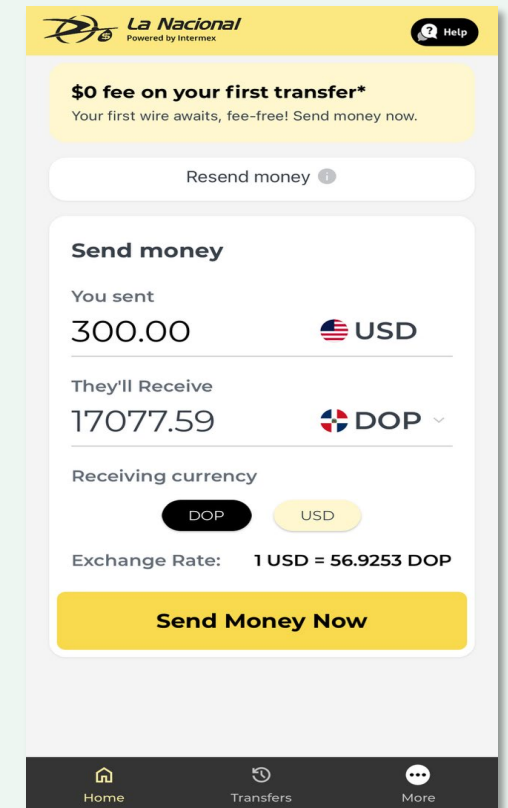 La Nacional
Powered by Intermex
Help
$0 fee on your first transfer*
Your first wire awaits, fee-free! Send money now.
Resend money
Send money
You sent
300.00 USD
They'll Receive
17077.59 DOP
Receiving currency
DOP USD
Exchange Rate: 1 USD = 56.9253 DOP
Send Money Now
Home Transfers More